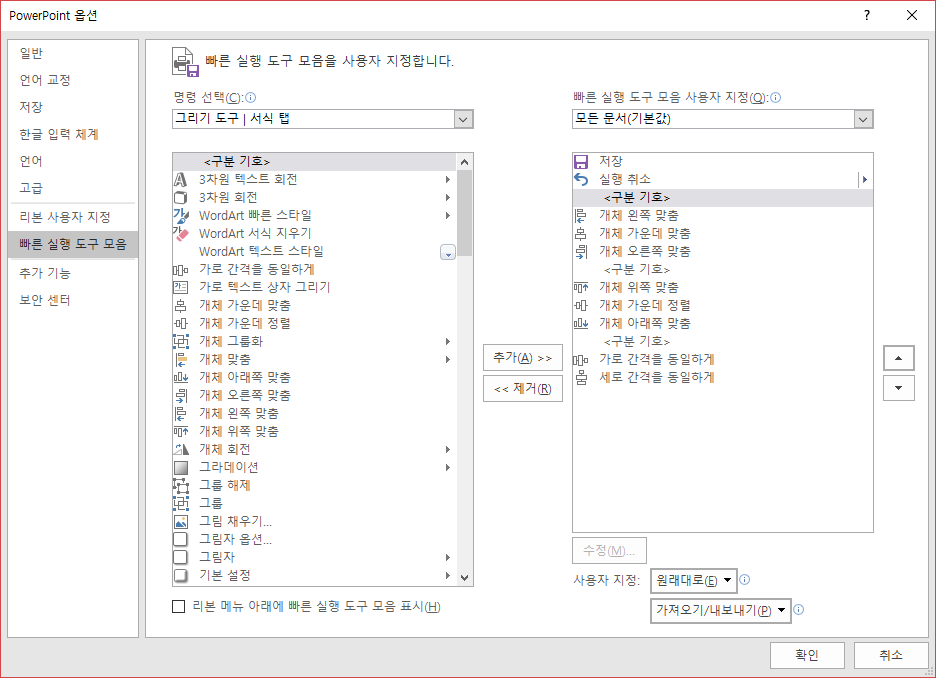 PowerPoint 옵션
?
일반
언어 교정
저장
한글 입력 체계
언어
고급
리본 사용자 지정
빠른 실행 도구 모음
추가 기능
보안 센터
빠른 실행 도구 모음을 사용자 지정합니다.
명령 선택(C):
그리기 도구 | 서식 탭
<구분 기호>
3차원 텍스트 회전
3차원 회전
WordArt 빠른 스타일
WordArt 서식 지우기
WordArt 텍스트 스타일
가로 간격을 동일하게
가로 텍스트 상자 그리기
개체 가운데 맞춤
개체 가운데 정렬
개체 그룹화
개체 맞춤
개체 아래쪽 맞춤
개체 오른쪽 맞춤
개체 왼쪽 맞춤
개체 위쪽 맞춤
개체 회전
그라데이션
그룹 해제
그룹
그림 채우기...
그림자 옵션...
그림자
기본 설정
리본 메뉴 아래에 빠른 실행 도구 모음 표시(H)
추가(A) >>
<< 제거(R)
빠른 실행 도구 모음 사용자 지정(Q):
모든 문서(기본값)
저장
실행 취소
<구분 기호>
개체 왼쪽 맞춤
개체 가운데 맞춤
개체 오른쪽 맞춤
<구분 기호>
개체 위쪽 맞춤
개체 가운데 정렬
개체 아래쪽 맞춤
<구분 기호>
가로 간격을 동일하게
세로 간격을 동일하게
수정(M)...
사용자 지정:
원래대로(E)
가져오기/내보내기(P)
확인
취소